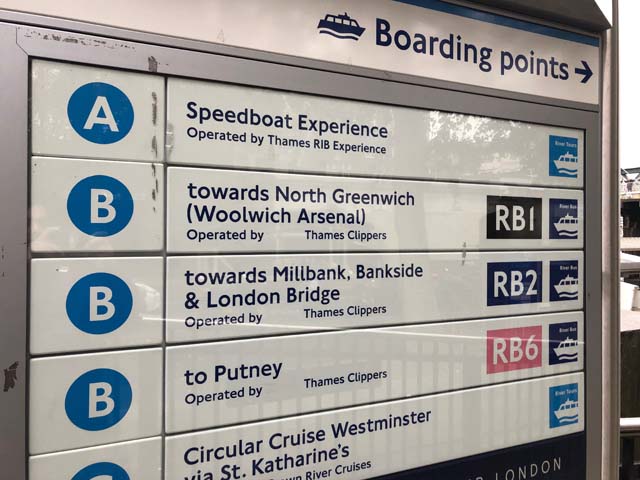 Boarding points
A
Speedboat Experience
Operated by Thames RIB Experience
River Tours
B
towards North Greenwich
(Woolwich Arsenal)
Operated by Thames Clippers
RB1
River Bus
B
towards Millbank, Bankside
& London Bridge
Operated by Thames Clippers
RB2
River Bus
B
to Putney
Operated by Thames Clippers
RB6
River Bus
C
Circular Cruise Westminster
via St. Katharine's
River Cruises
River Tours
LONDON